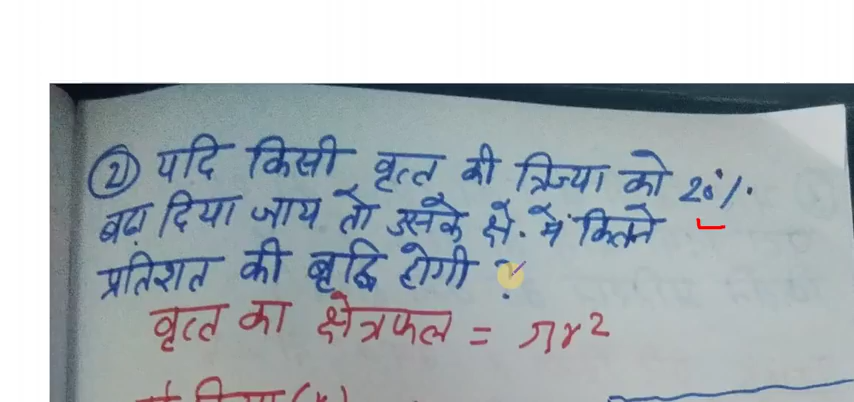 ② यदि किसी वृत्त की त्रिज्या को 20%
बढ़ा दिया जाय तो उसके क्षे. में कितने
प्रतिशत की बृद्धि होगी ?
वृत्त का क्षेत्रफल = πr²